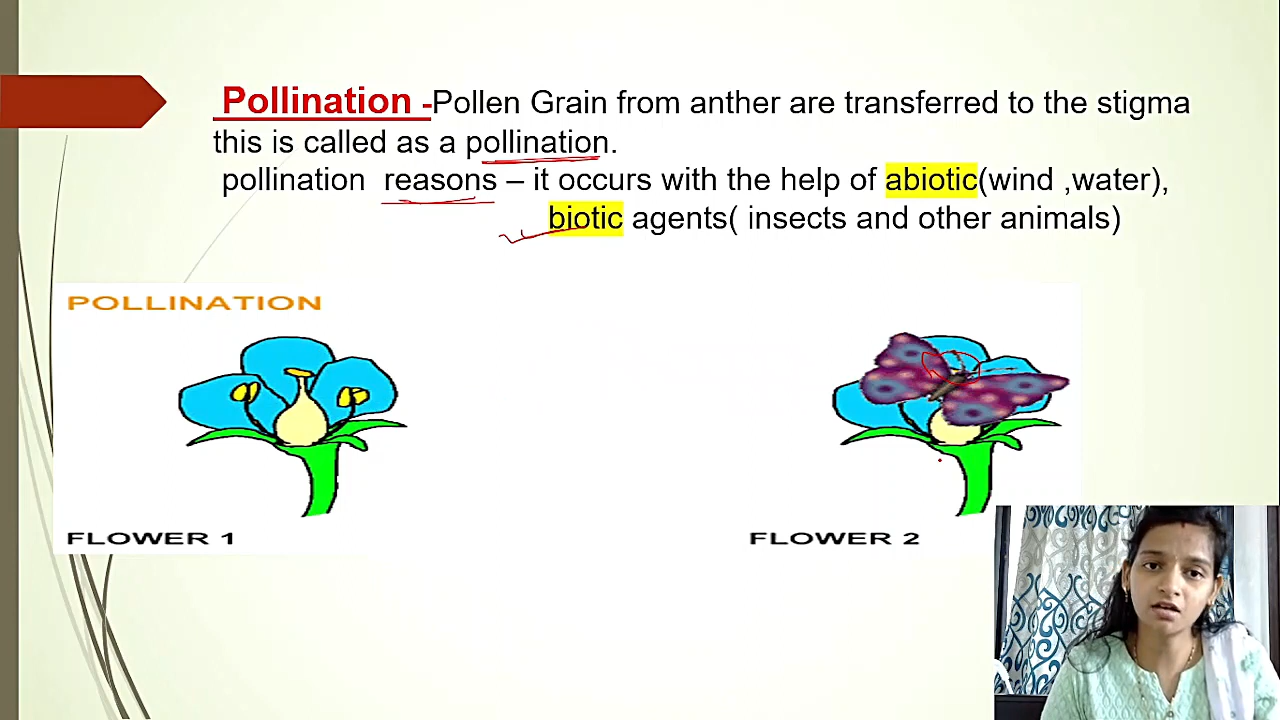 Pollination -Pollen Grain from anther are transferred to the stigma
this is called as a pollination.
pollination reasons – it occurs with the help of abiotic(wind ,water),
biotic agents( insects and other animals)
POLLINATION
FLOWER 1
FLOWER 2